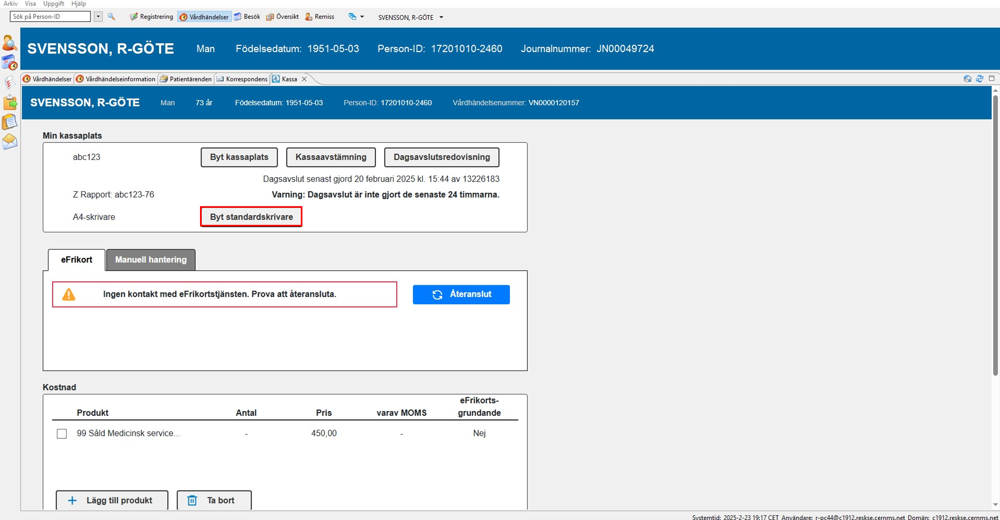 Arkiv Visa Uppgift Hjälp
Sök på Person-ID Registrering Vårdhändelser Besök Översikt Remiss SVENSSON, R-GÖTE
SVENSSON, R-GÖTE Man Födelsedatum: 1951-05-03 Person-ID: 17201010-2460 Journalnummer: JN00049724
Vårdhändelser Vårdhändelseinformation Patientärenden Korrespondens Kassa
SVENSSON, R-GÖTE Man 73 år Födelsedatum: 1951-05-03 Person-ID: 17201010-2460 Vårdhändelsenummer: VN0000120157
Min kassaplats
abc123 Byt kassaplats Kassaavstämning Dagsavslutsredovisning
Dagsavslut senast gjord 20 februari 2025 kl. 15:44 av 13226183
Z Rapport: abc123-76 Varning: Dagsavslut är inte gjort de senaste 24 timmarna.
A4-skrivare Byt standardskrivare
eFrikort Manuell hantering
Ingen kontakt med eFrikortstjänsten. Prova att återansluta. Återanslut
Kostnad
Produkt Antal Pris varav MOMS eFrikorts-
grundande
99 Såld Medicinsk service... - 450,00 - Nej
Lägg till produkt Ta bort
Systemtid: 2025-2-23 19:17 CET Användare: r-pc44@c1912.reskse.cernms.net Domän: c1912.reskse.cernms.net